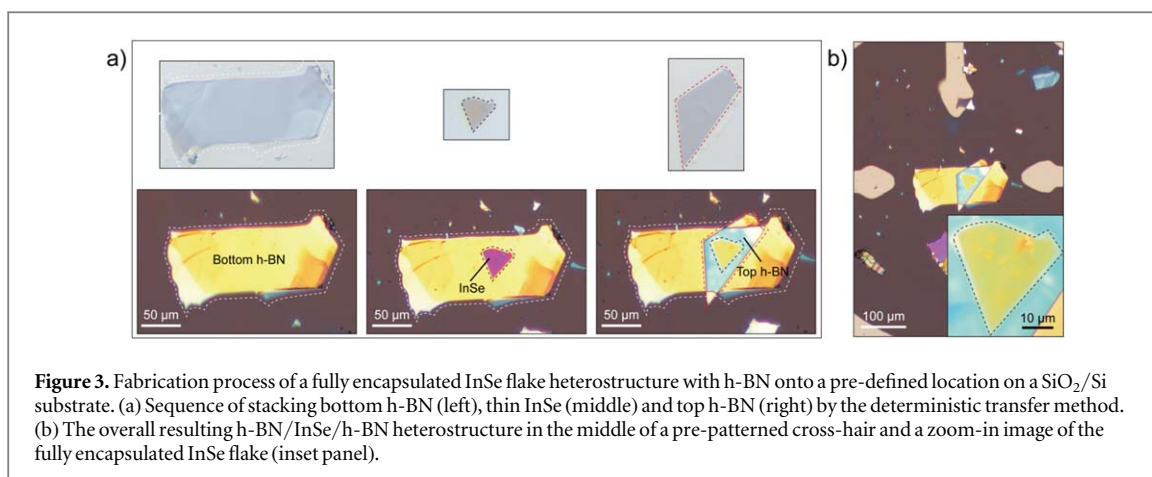 a)
b)
Bottom h-BN
InSe
Top h-BN
50 µm
50 µm
50 µm
100 µm
10 µm
Figure 3. Fabrication process of a fully encapsulated InSe flake heterostructure with h-BN onto a pre-defined location on a SiO₂/Si
substrate. (a) Sequence of stacking bottom h-BN (left), thin InSe (middle) and top h-BN (right) by the deterministic transfer method.
(b) The overall resulting h-BN/InSe/h-BN heterostructure in the middle of a pre-patterned cross-hair and a zoom-in image of the
fully encapsulated InSe flake (inset panel).